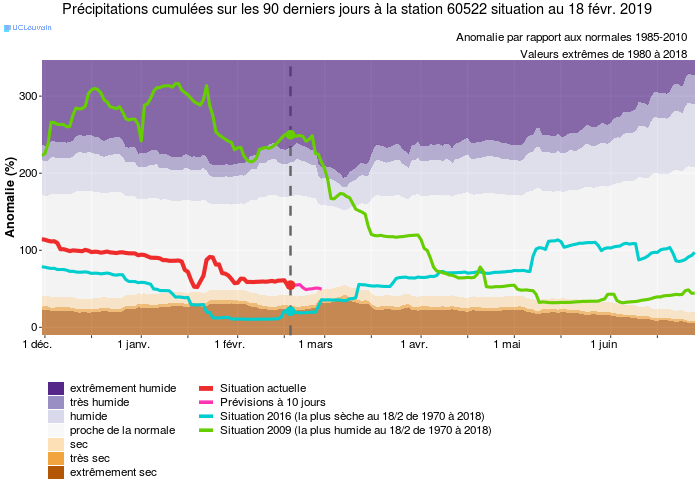 Précipitations cumulées sur les 90 derniers jours à la station 60522 situation au 18 févr. 2019
UCLouvain
Anomalie par rapport aux normales 1985-2010
Valeurs extrêmes de 1980 à 2018
Anomalie (%)
300
200
100
0
1 déc. 1 janv. 1 févr. 1 mars 1 avr. 1 mai 1 juin
extrêmement humide
très humide
humide
proche de la normale
sec
très sec
extrêmement sec
Situation actuelle
Prévisions à 10 jours
Situation 2016 (la plus sèche au 18/2 de 1970 à 2018)
Situation 2009 (la plus humide au 18/2 de 1970 à 2018)